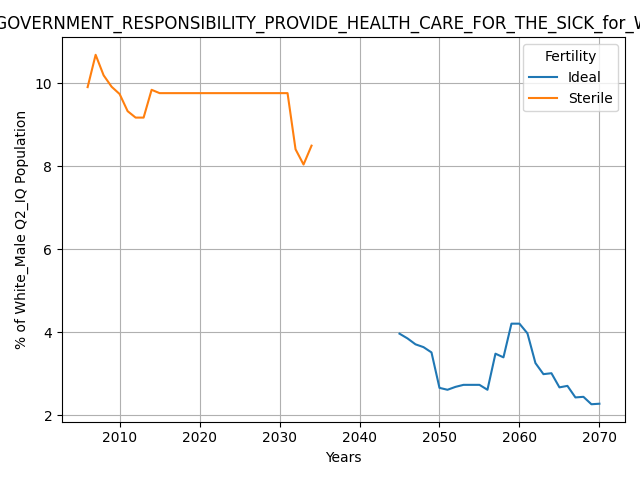 GOVERNMENT_RESPONSIBILITY_PROVIDE_HEALTH_CARE_FOR_THE_SICK_for_W
Fertility
Ideal
Sterile
% of White_Male Q2_IQ Population
10
8
6
4
2
2010 2020 2030 2040 2050 2060 2070
Years